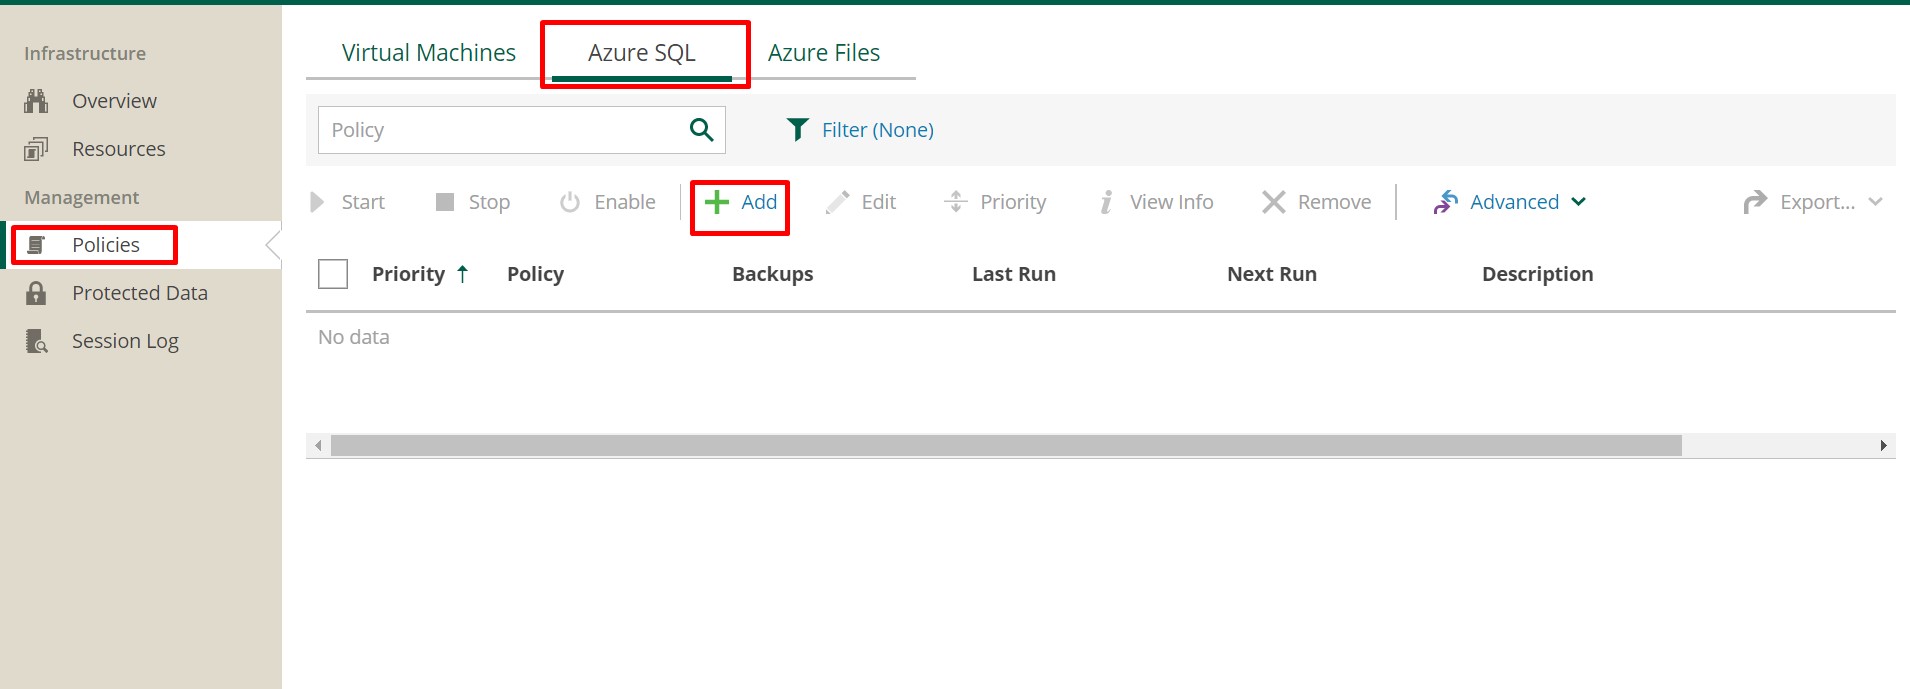 Infrastructure
Overview
Resources
Management
Policies
Protected Data
Session Log
Virtual Machines Azure SQL Azure Files
Policy Filter (None)
Start Stop Enable Add Edit Priority View Info Remove Advanced Export...
Priority Policy Backups Last Run Next Run Description
No data